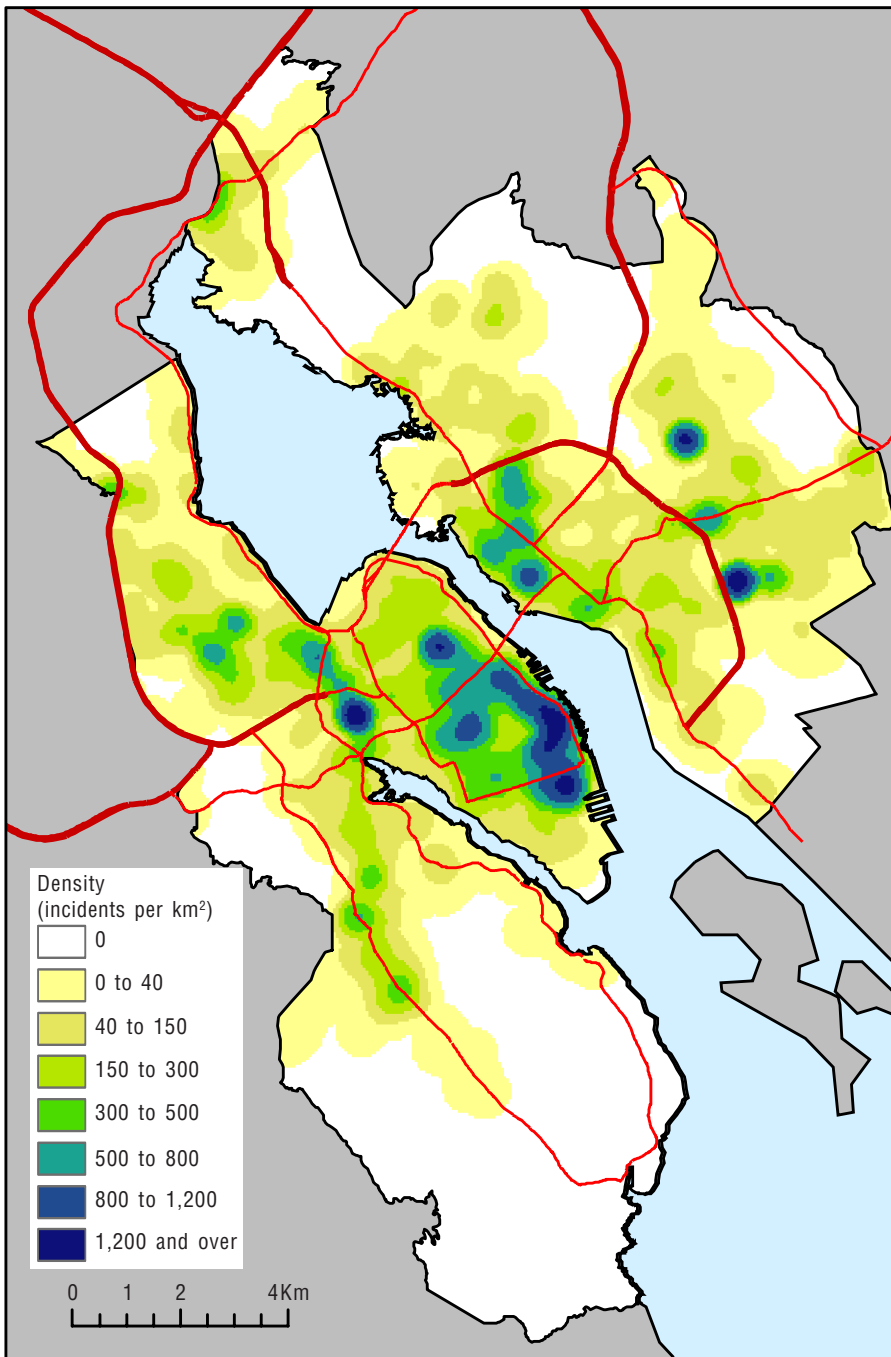 Density
(incidents per km²)
0
0 to 40
40 to 150
150 to 300
300 to 500
500 to 800
800 to 1,200
1,200 and over
0 1 2 4Km